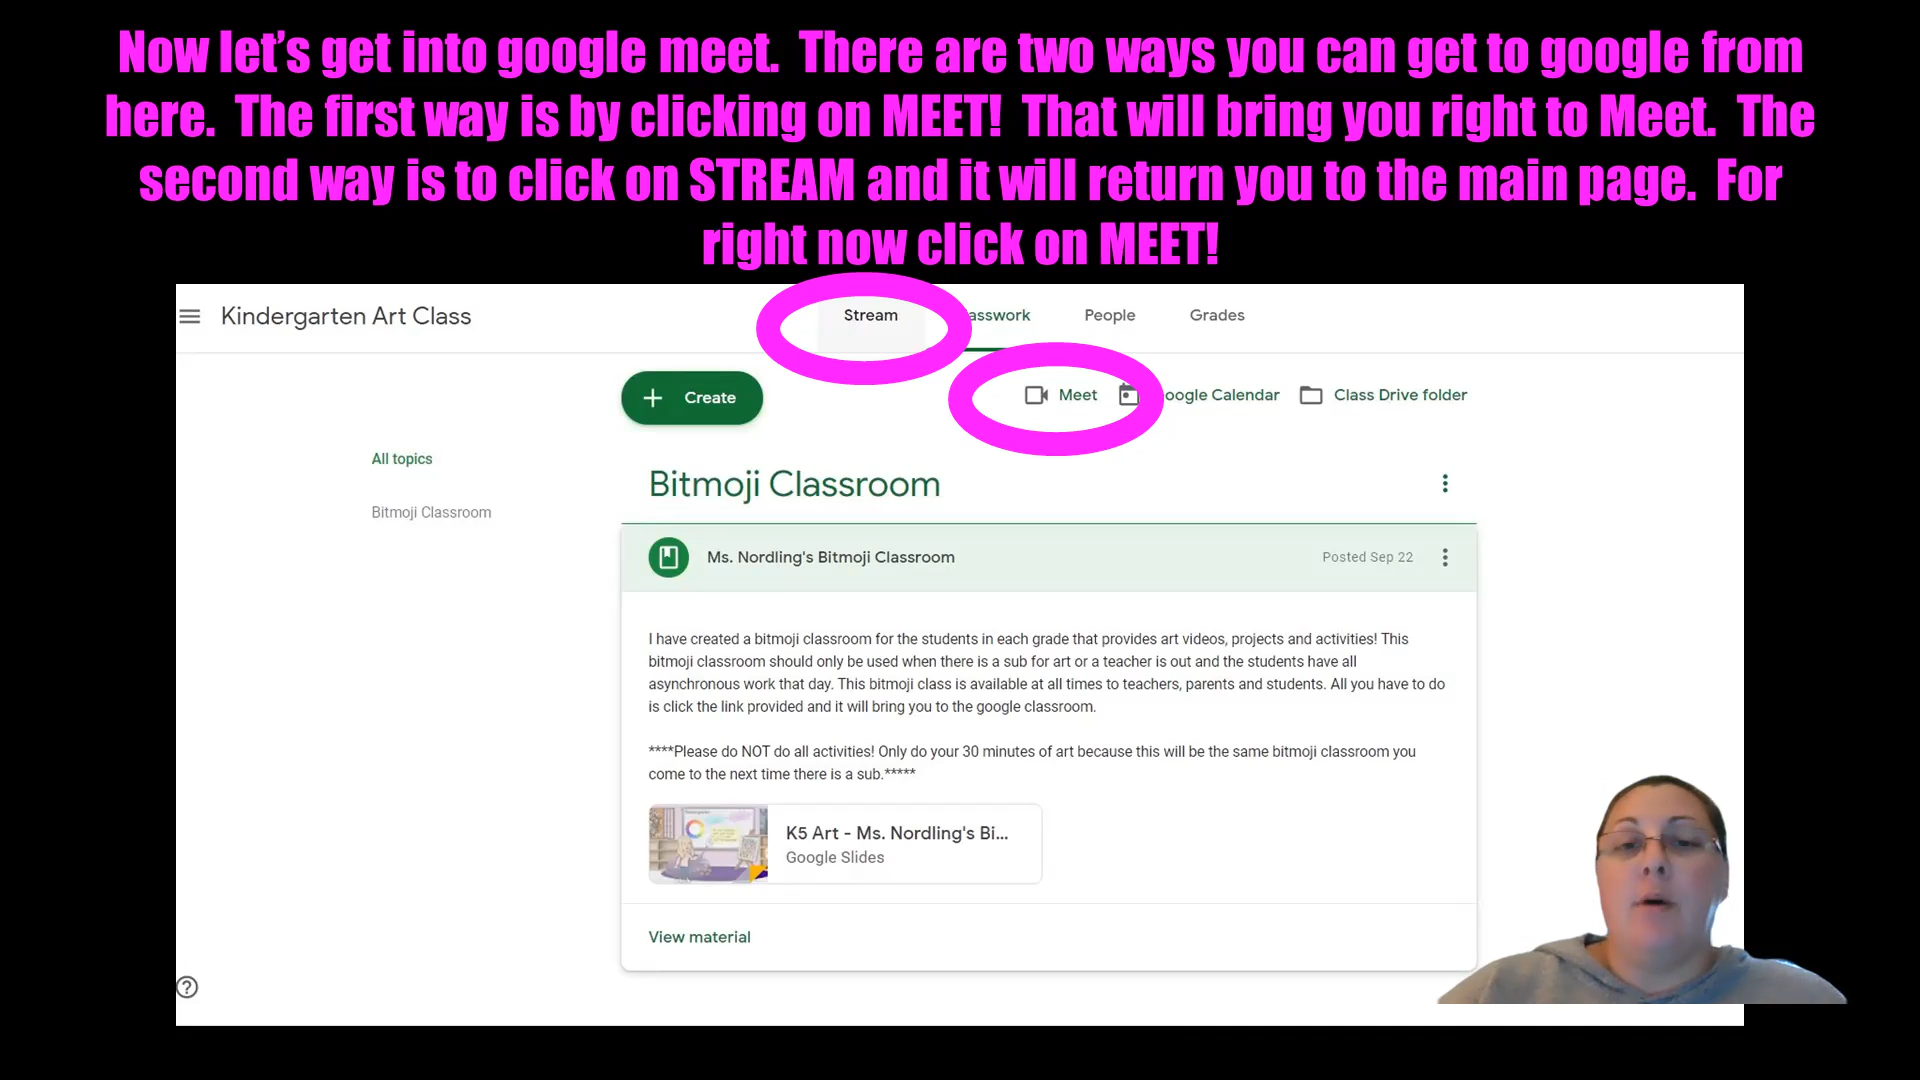 Now let’s get into google meet.  There are two ways you can get to google from
here.  The first way is by clicking on MEET!  That will bring you right to Meet.  The
second way is to click on STREAM and it will return you to the main page.  For
right now click on MEET!
Kindergarten Art Class
Stream
asswork
People
Grades
Create
Meet
oogle Calendar
Class Drive folder
All topics
Bitmoji Classroom
Bitmoji Classroom
Ms. Nordling's Bitmoji Classroom
Posted Sep 22
I have created a bitmoji classroom for the students in each grade that provides art videos, projects and activities! This
bitmoji classroom should only be used when there is a sub for art or a teacher is out and the students have all
asynchronous work that day. This bitmoji class is available at all times to teachers, parents and students. All you have to do
is click the link provided and it will bring you to the google classroom.
****Please do NOT do all activities! Only do your 30 minutes of art because this will be the same bitmoji classroom you
come to the next time there is a sub.*****
K5 Art - Ms. Nordling's Bi...
Google Slides
View material